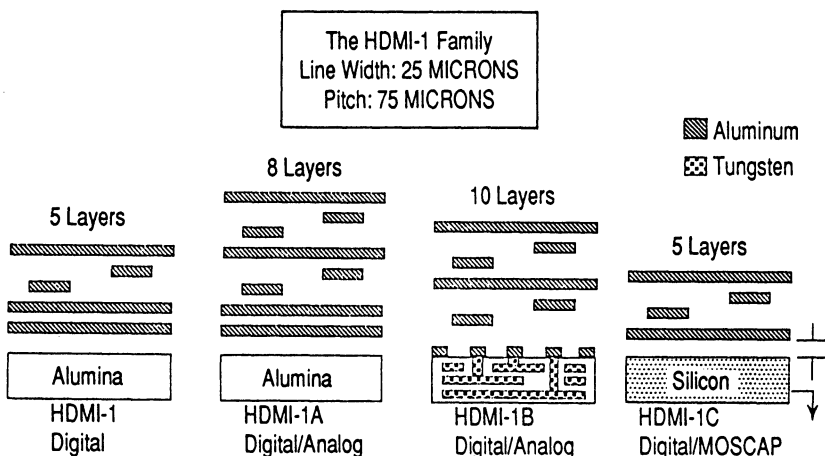 The HDMI-1 Family
Line Width: 25 MICRONS
Pitch: 75 MICRONS
Aluminum
Tungsten
5 Layers
8 Layers
10 Layers
5 Layers
Alumina
Alumina
Silicon
HDMI-1
Digital
HDMI-1A
Digital/Analog
HDMI-1B
Digital/Analog
HDMI-1C
Digital/MOSCAP